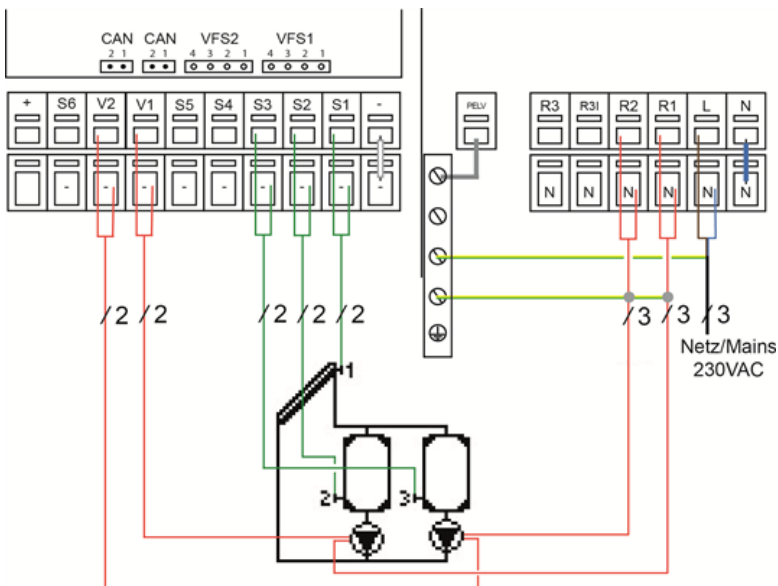 CAN CAN VFS2 VFS1
2 1 2 1 4 3 2 1 4 3 2 1
+ S6 V2 V1 S5 S4 S3 S2 S1 - PELV R3 R3I R2 R1 L N
- - - - - - - - N N N N N N
/2 /2 /2 /2 /2 /3 /3 /3
Netz/Mains
230VAC
1
2 3